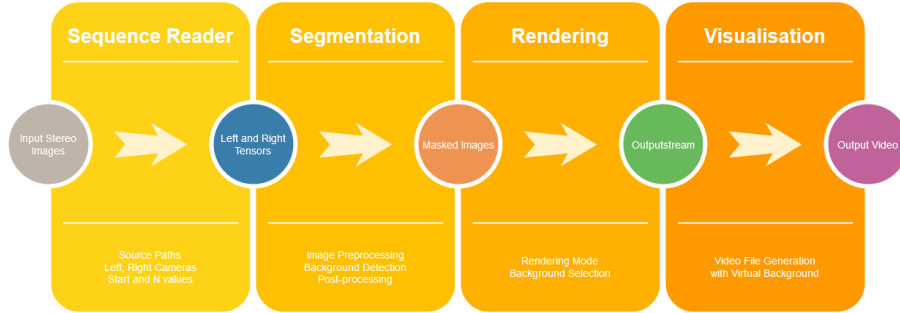 Sequence Reader
Segmentation
Rendering
Visualisation
Input Stereo
Images
Left and Right
Tensors
Masked Images
Outputstream
Output Video
Source Paths
Left, Right Cameras
Start and N values
Image Preprocessing
Background Detection
Post-processing
Rendering Mode
Background Selection
Video File Generation
with Virtual Background